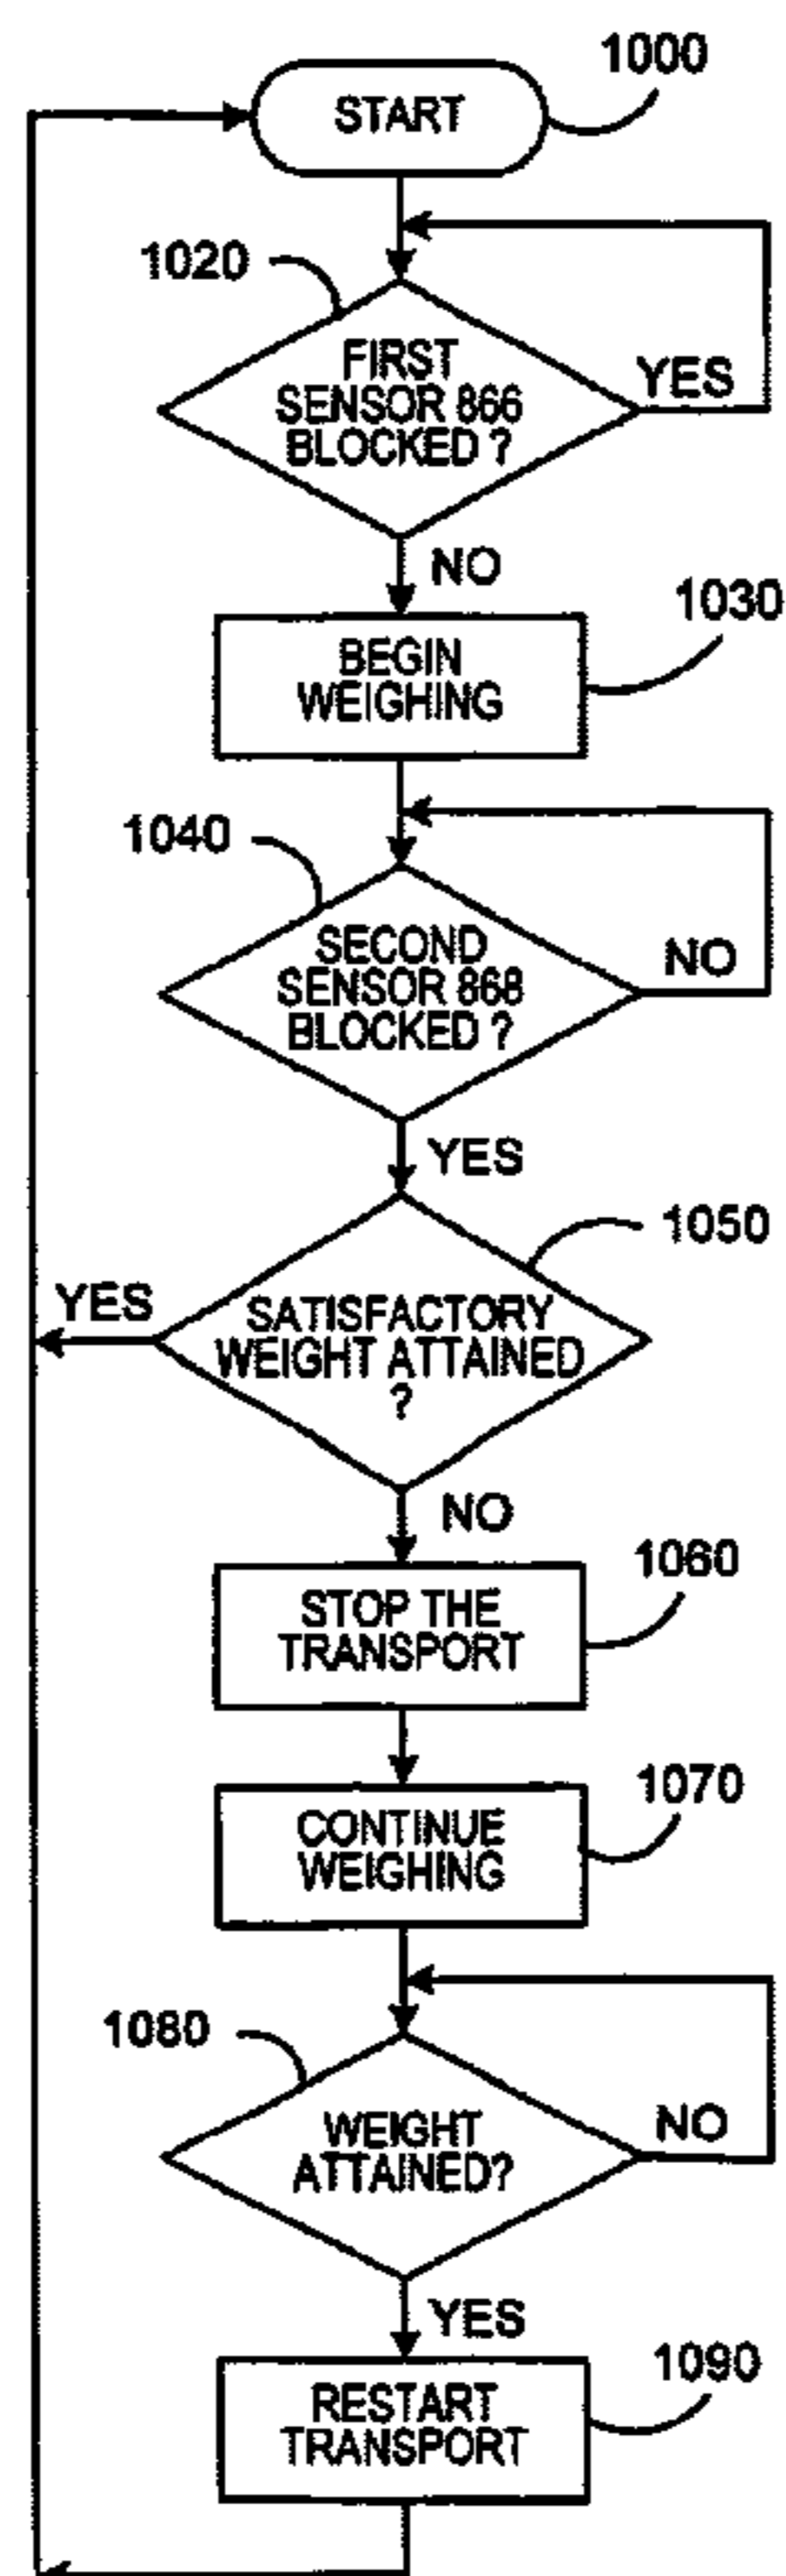 1000
START
1020
FIRST
SENSOR 866
BLOCKED ?
YES
NO
1030
BEGIN
WEIGHING
1040
SECOND
SENSOR 868
BLOCKED ?
NO
YES
1050
YES
SATISFACTORY
WEIGHT ATTAINED
?
NO
1060
STOP THE
TRANSPORT
1070
CONTINUE
WEIGHING
1080
WEIGHT
ATTAINED?
NO
YES
1090
RESTART
TRANSPORT